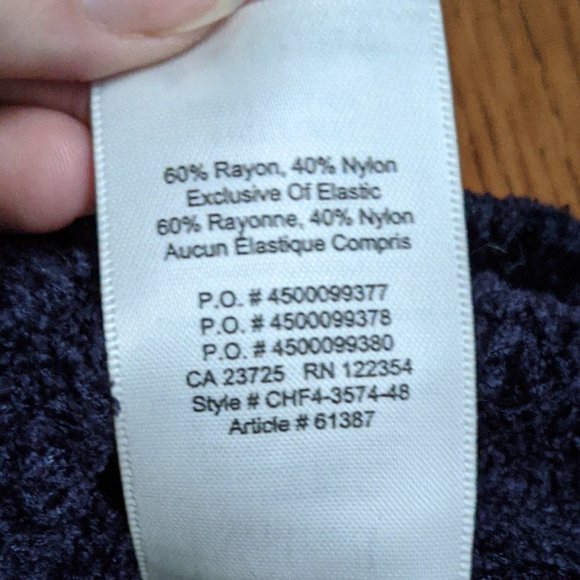 60% Rayon, 40% Nylon
Exclusive Of Elastic
60% Rayonne, 40% Nylon
Aucun Élastique Compris
P.O. # 4500099377
P.O. # 4500099378
P.O. # 4500099380
CA 23725 RN 122354
Style # CHF4-3574-48
Article # 61387